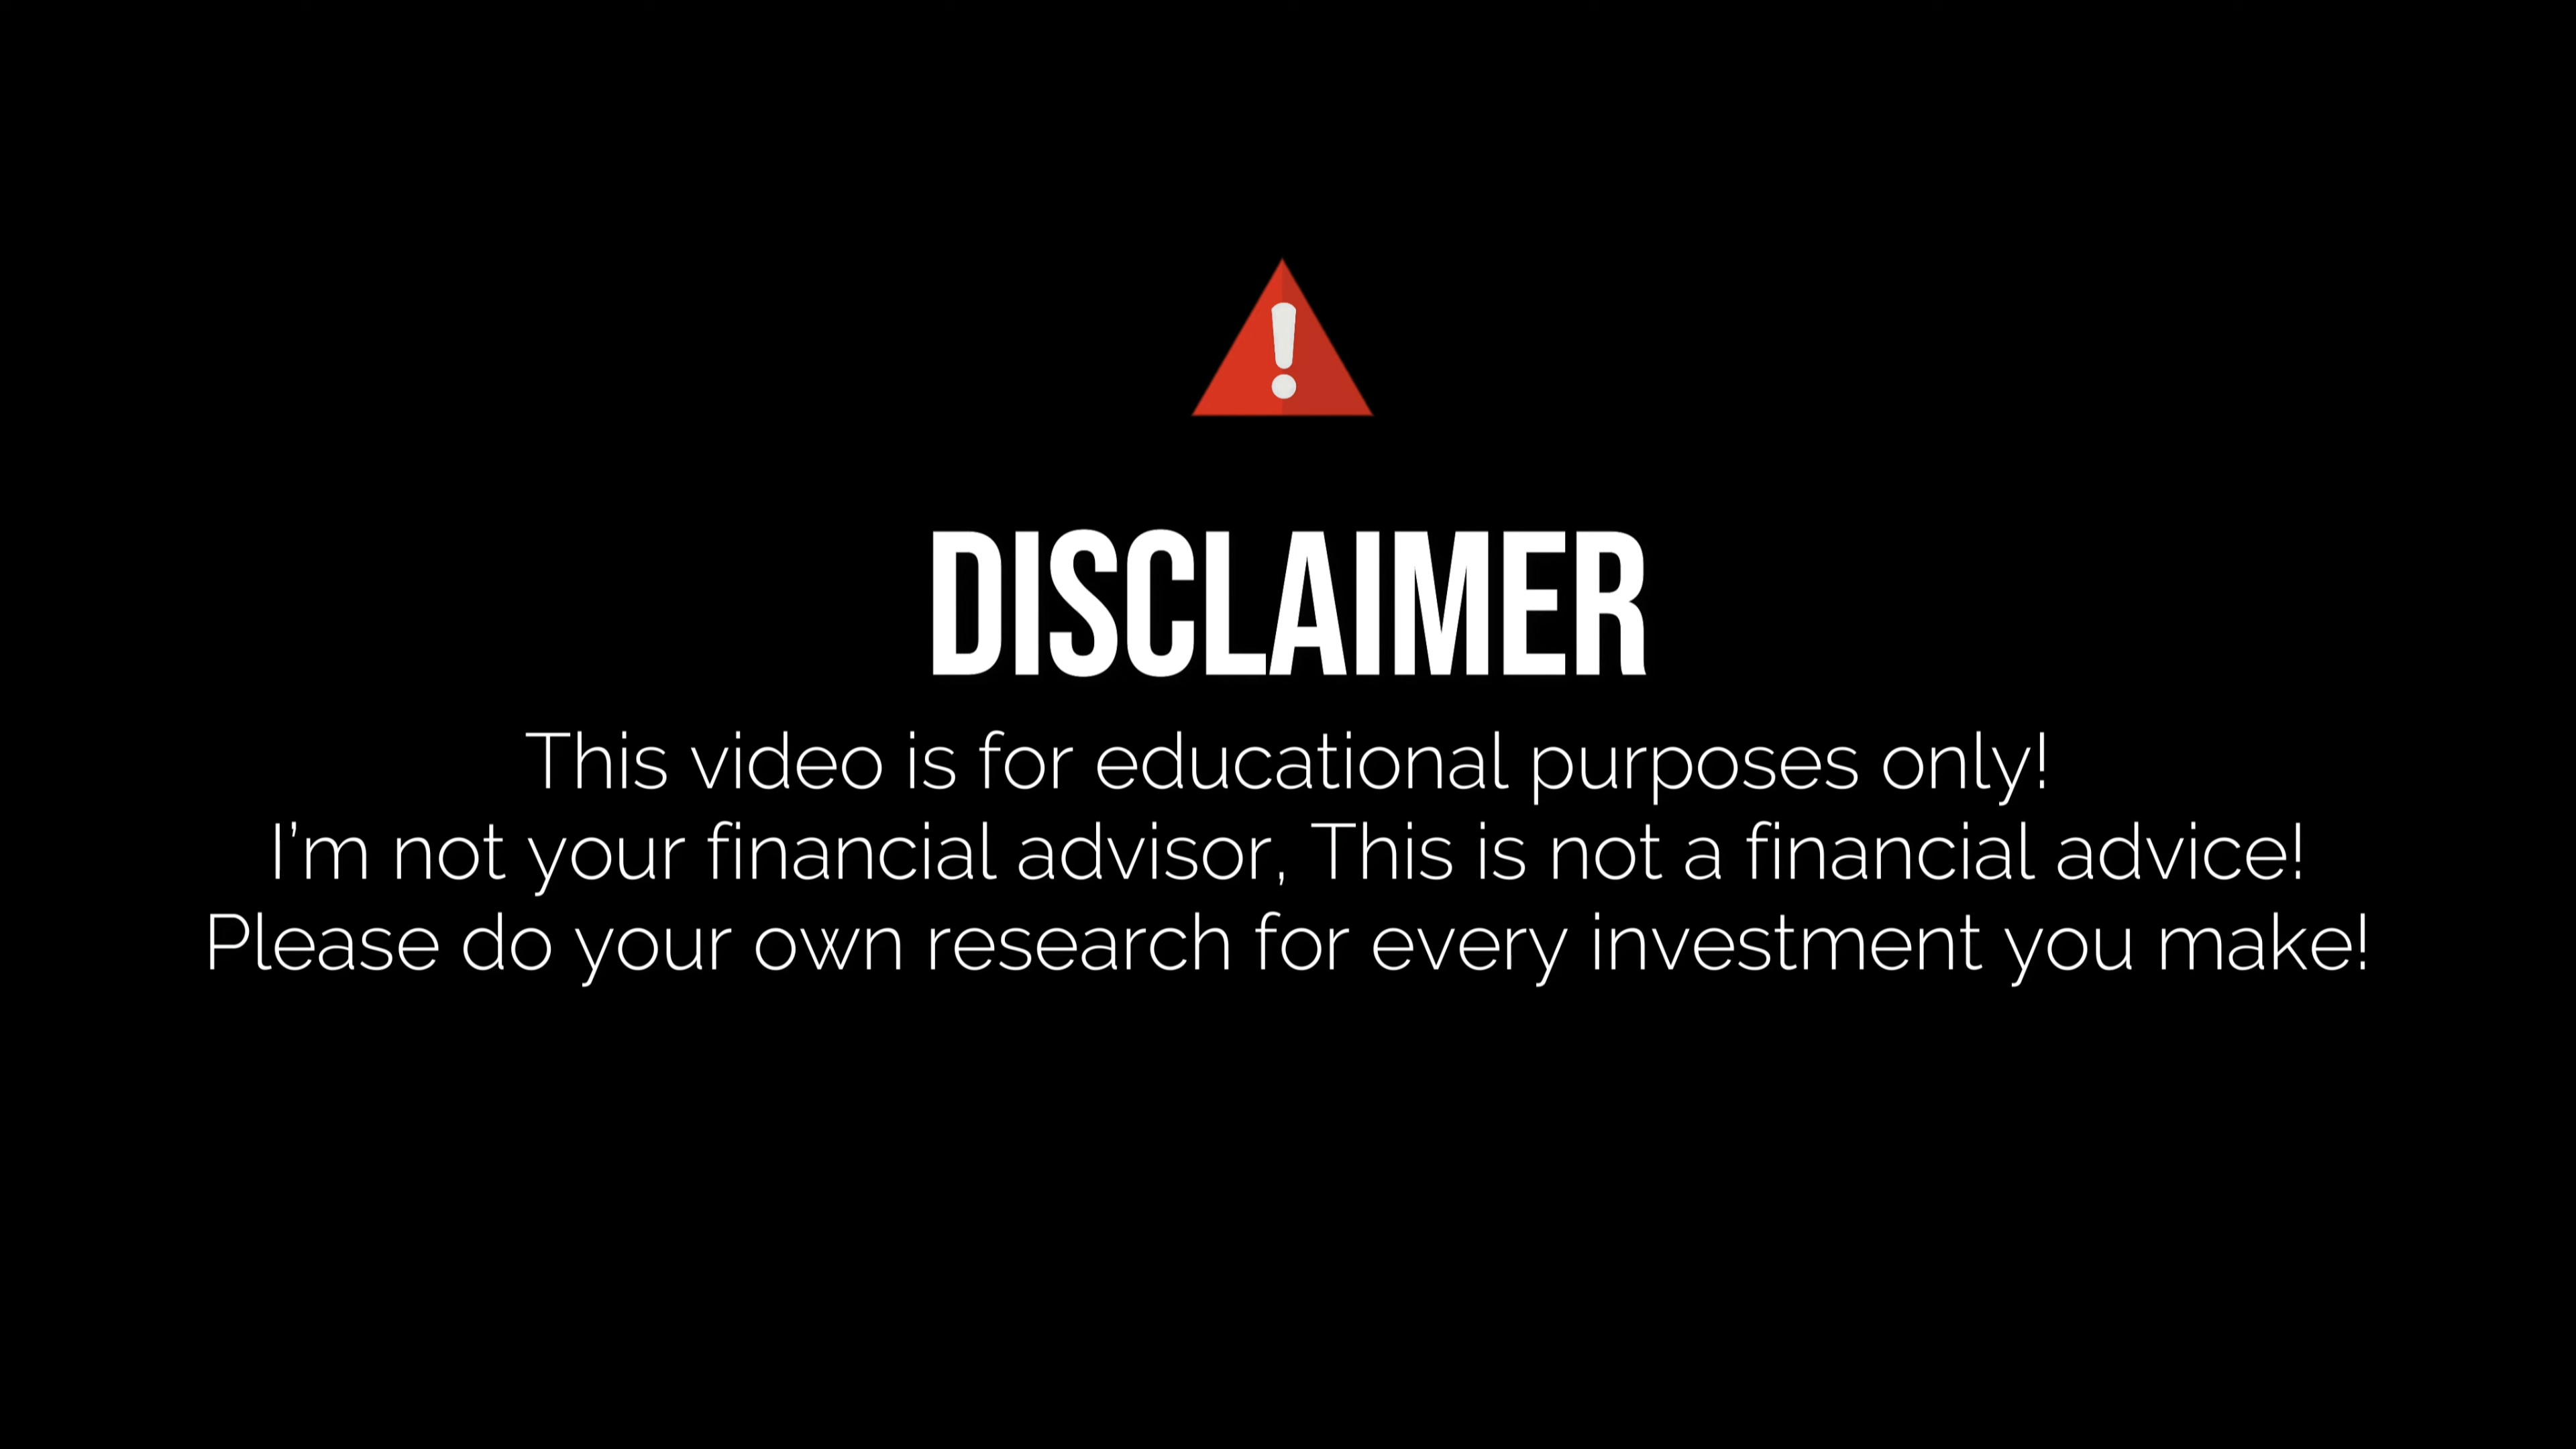 DISCLAIMER
This video is for educational purposes only!
I’m not your financial advisor, This is not a financial advice!
Please do your own research for every investment you make!